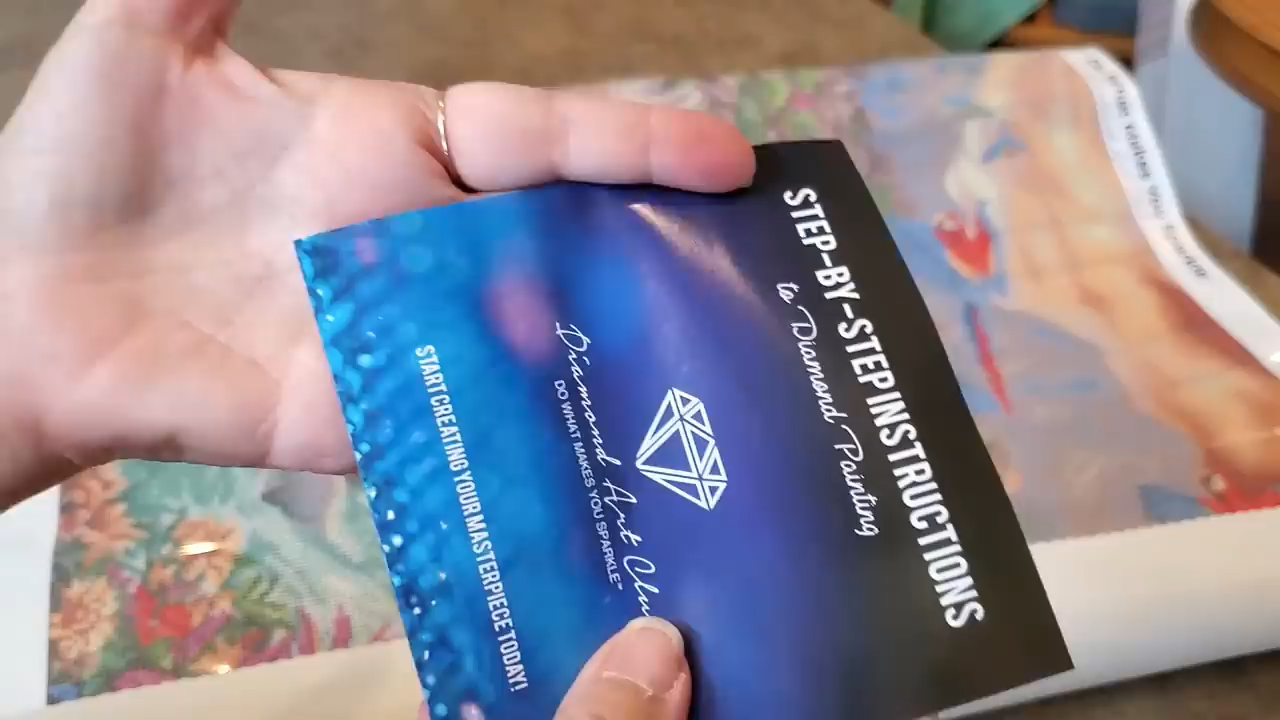 STEP-BY-STEP INSTRUCTIONS
to Diamond Painting
Diamond Art Clu
DO WHAT MAKES YOU SPARKLE™
START CREATING YOUR MASTERPIECE TODAY!